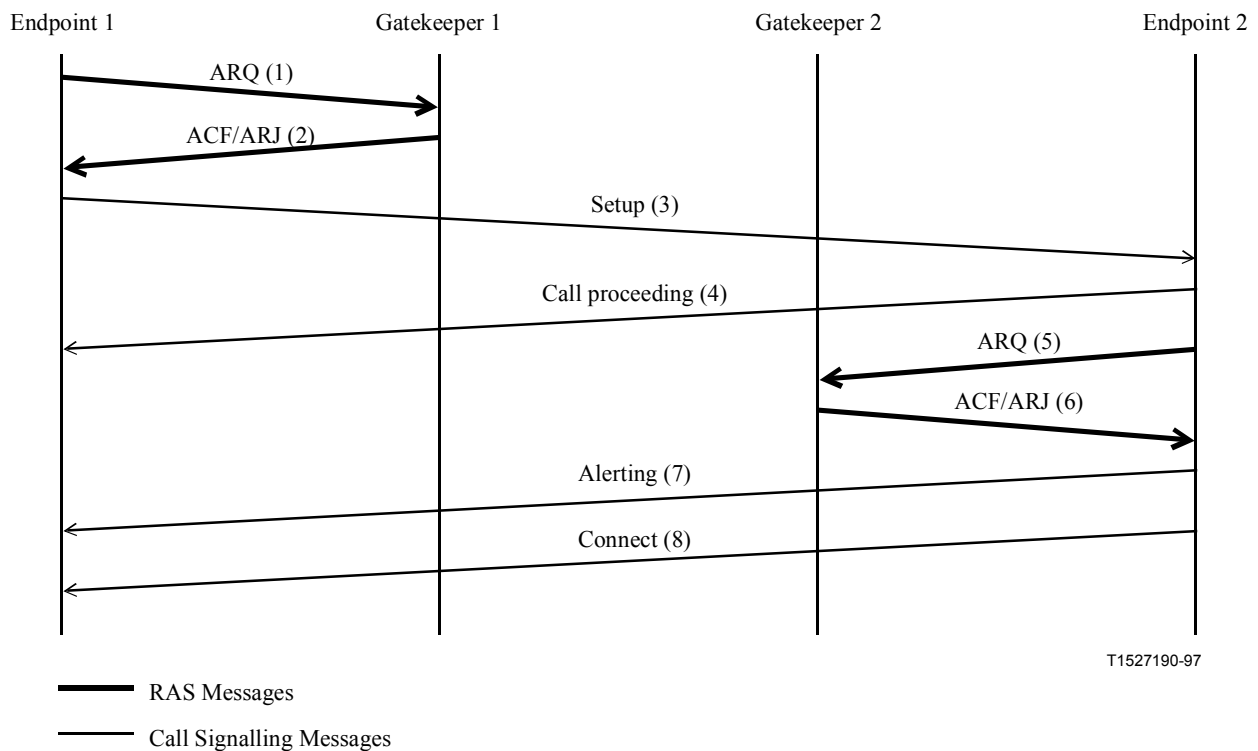 Endpoint 1
Gatekeeper 1
Gatekeeper 2
Endpoint 2
ARQ (1)
ACF/ARJ (2)
Setup (3)
Call proceeding (4)
ARQ (5)
ACF/ARJ (6)
Alerting (7)
Connect (8)
T1527190-97
RAS Messages
Call Signalling Messages